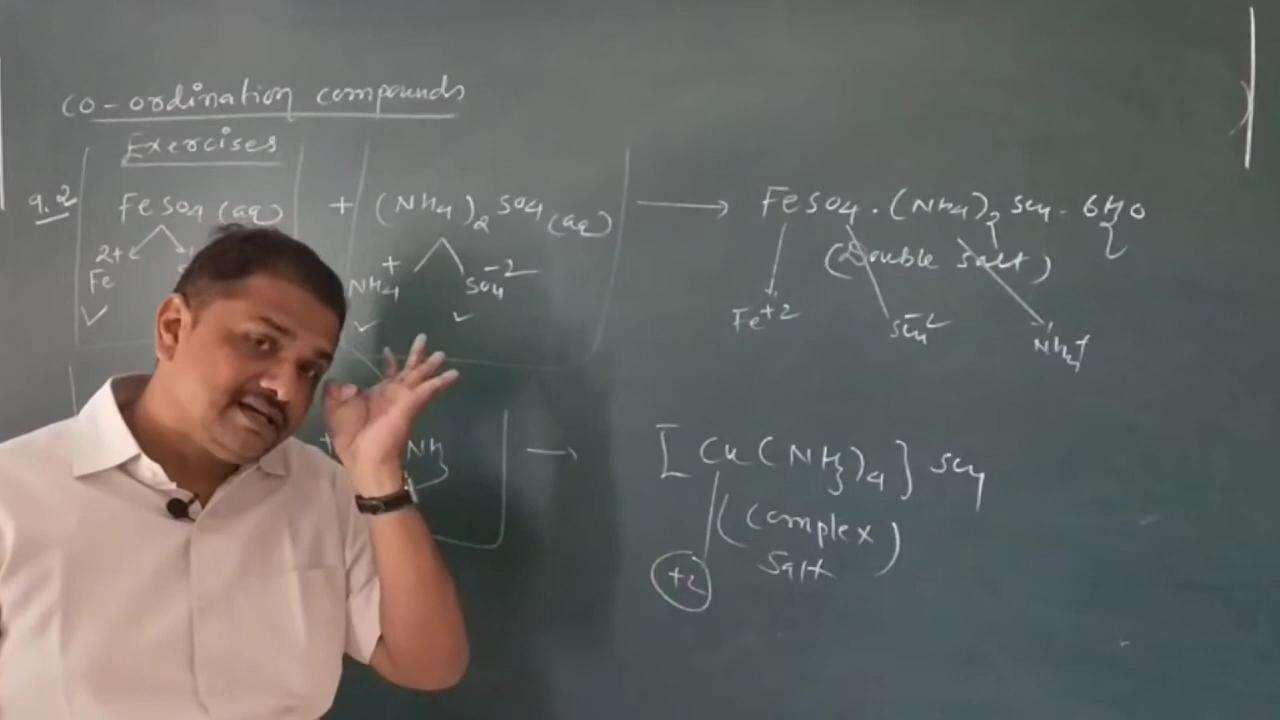 CO-ordination compounds
Exercises
9.2 FeSO4 (aq) + (NH4)2 SO4 (aq) → FeSO4 . (NH4)2 SO4 . 6H2O
(Double salt)
2+
Fe
NH4+ SO4-2
Fe+2 SO4-2 NH4+
+ NH3 → [Cu(NH3)4] SO4
(complex
salt)
+2